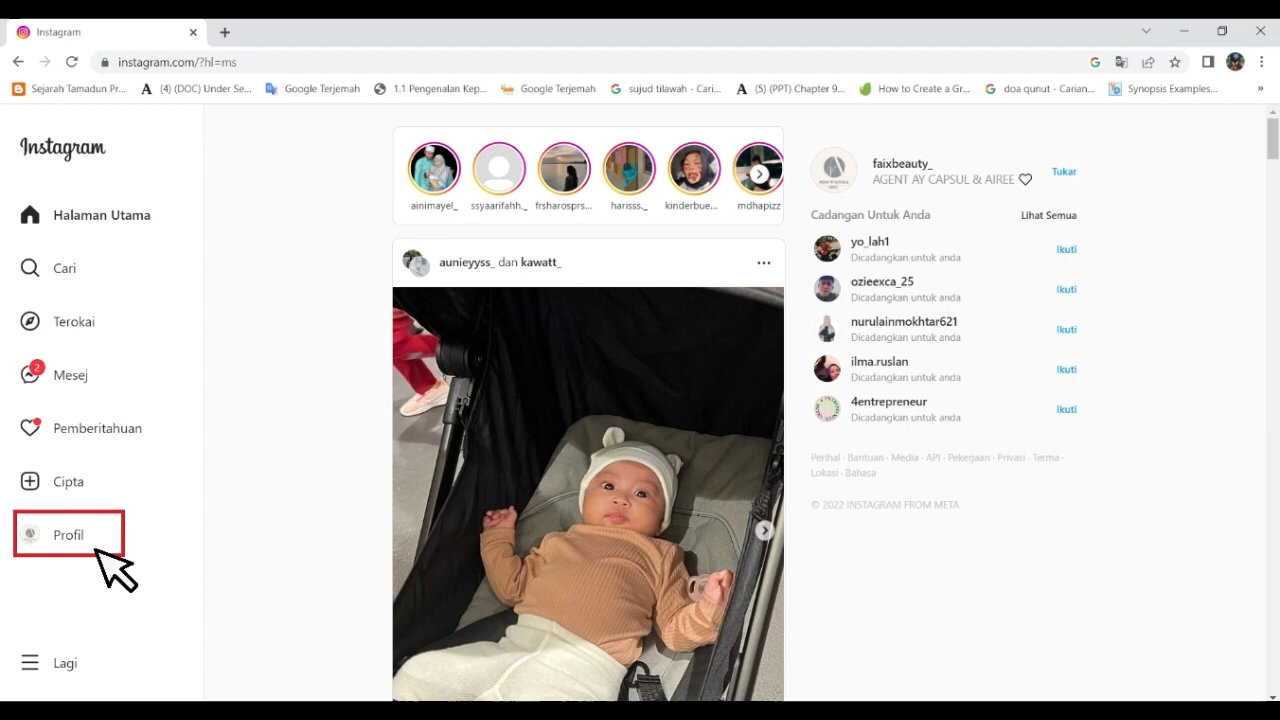 Instagram
instagram.com/?hl=ms
Sejarah Tamadun Pr...
(4) (DOC) Under Se...
Google Terjemah
1.1 Pengenalan Kep...
Google Terjemah
sujud tilawah - Cari...
(5) (PPT) Chapter 9...
How to Create a Gr...
doa qunut - Carian...
Synopsis Examples...
»
Instagram
Halaman Utama
Cari
Terokai
2
Mesej
Pemberitahuan
Cipta
Profil
Lagi
ainimayel_
ssyaarifahh._
frsharosprs...
harisss._
kinderbue...
mdhapizz
aunieyyss_ dan kawatt_
faixbeauty_
AGENT AY CAPSUL & AIREE ♡
Tukar
Cadangan Untuk Anda
Lihat Semua
yo_lah1
Dicadangkan untuk anda
Ikuti
ozieexca_25
Dicadangkan untuk anda
Ikuti
nurulainmokhtar621
Dicadangkan untuk anda
Ikuti
ilma.ruslan
Dicadangkan untuk anda
Ikuti
4entrepreneur
Dicadangkan untuk anda
Ikuti
Perihal · Bantuan · Media · API · Pekerjaan · Privasi · Terma ·
Lokasi · Bahasa
© 2022 INSTAGRAM FROM META